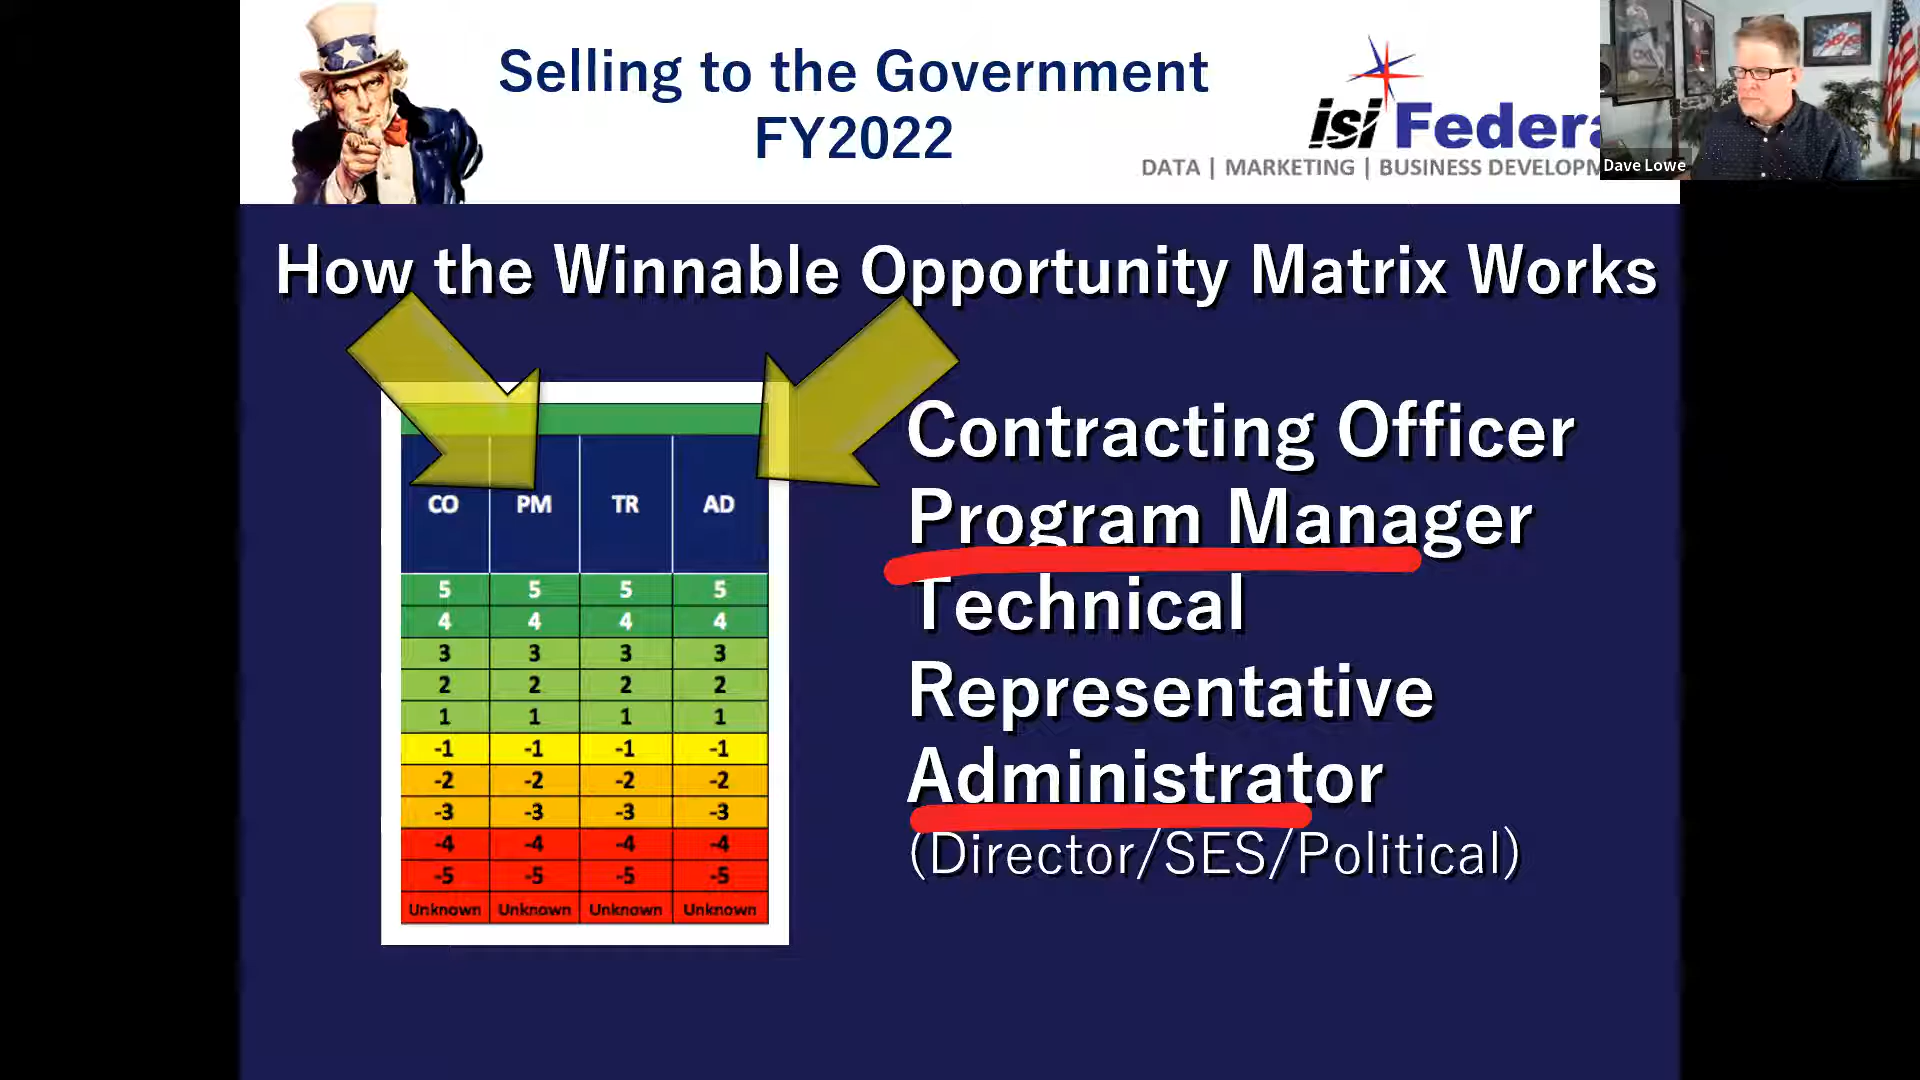 Selling to the Government
FY2022
isi Federa
DATA | MARKETING | BUSINESS DEVELOPM
Dave Lowe
How the Winnable Opportunity Matrix Works
CO PM TR AD
5 5 5 5
4 4 4 4
3 3 3 3
2 2 2 2
1 1 1 1
-1 -1 -1 -1
-2 -2 -2 -2
-3 -3 -3 -3
-4 -4 -4 -4
-5 -5 -5 -5
Unknown Unknown Unknown Unknown
Contracting Officer
Program Manager
Technical
Representative
Administrator
(Director/SES/Political)